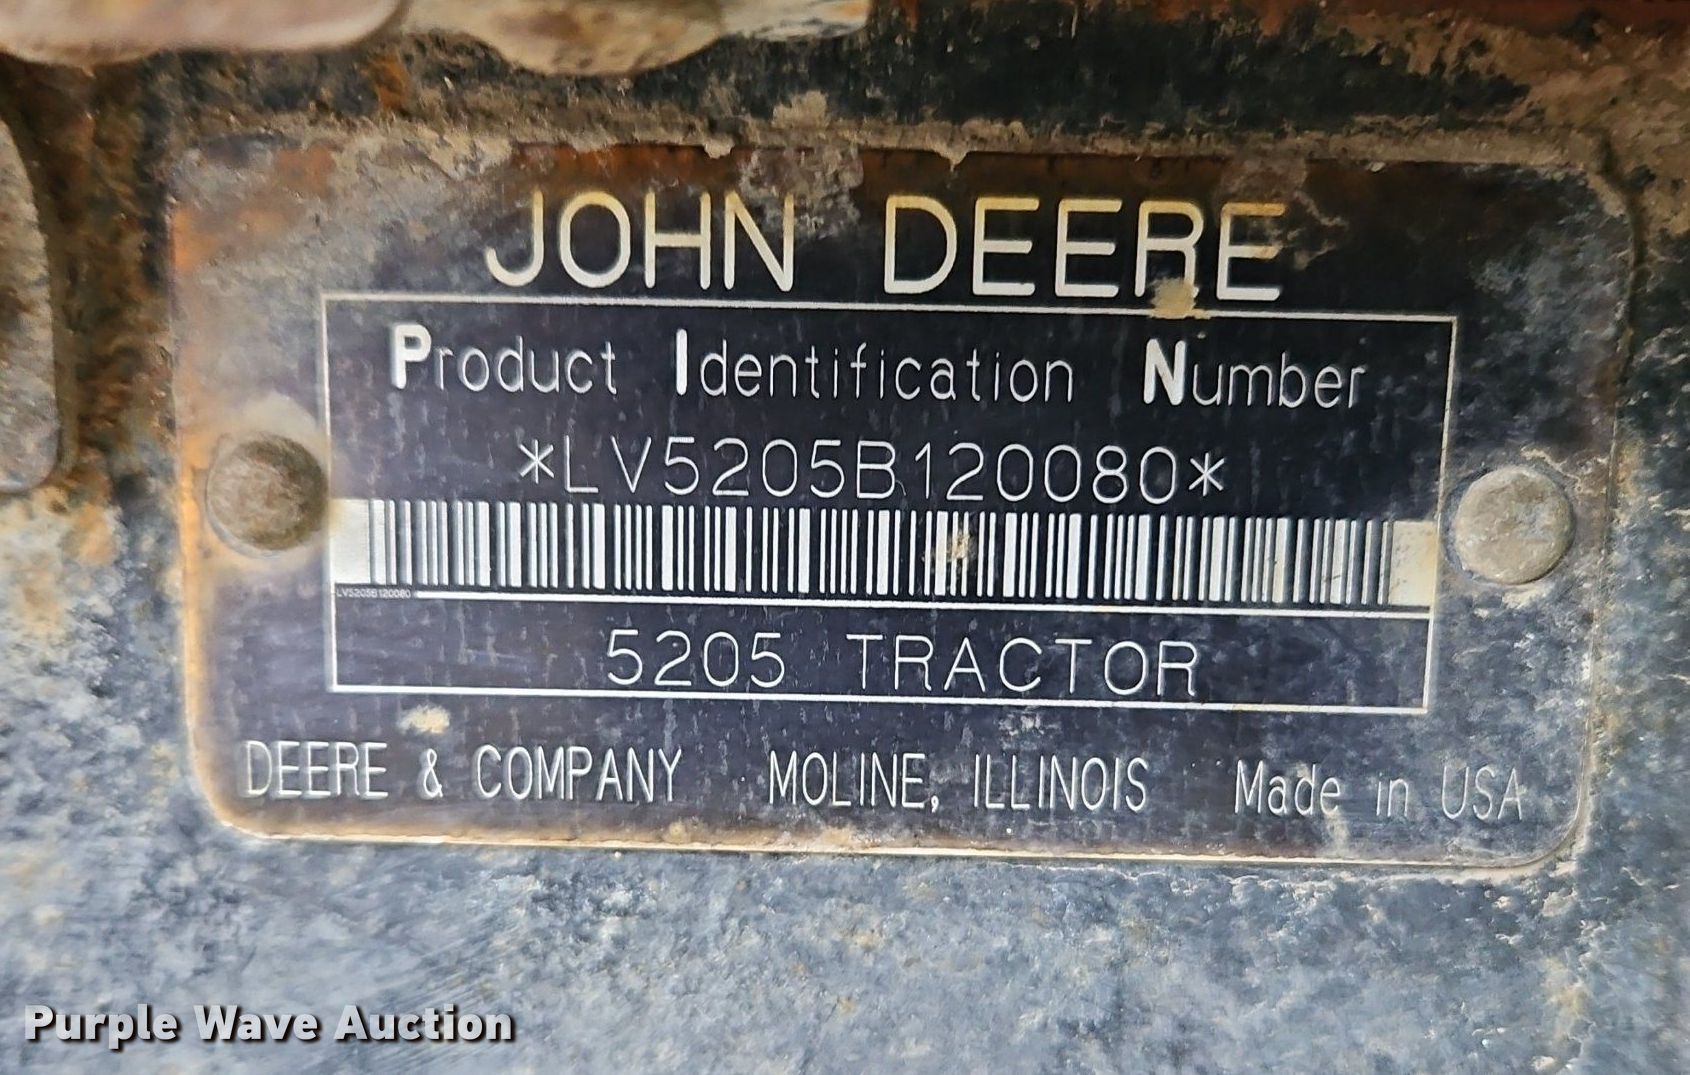 JOHN DEERE
Product Identification Number
*LV5205B120080*
LV5205B120080
5205 TRACTOR
DEERE & COMPANY MOLINE, ILLINOIS Made in USA
Purple Wave Auction